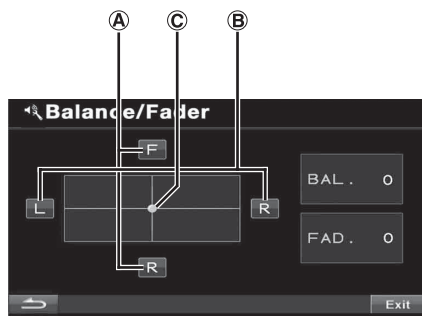 A C B
Balance/Fader
F
BAL. 0
L R
FAD. 0
R
Exit